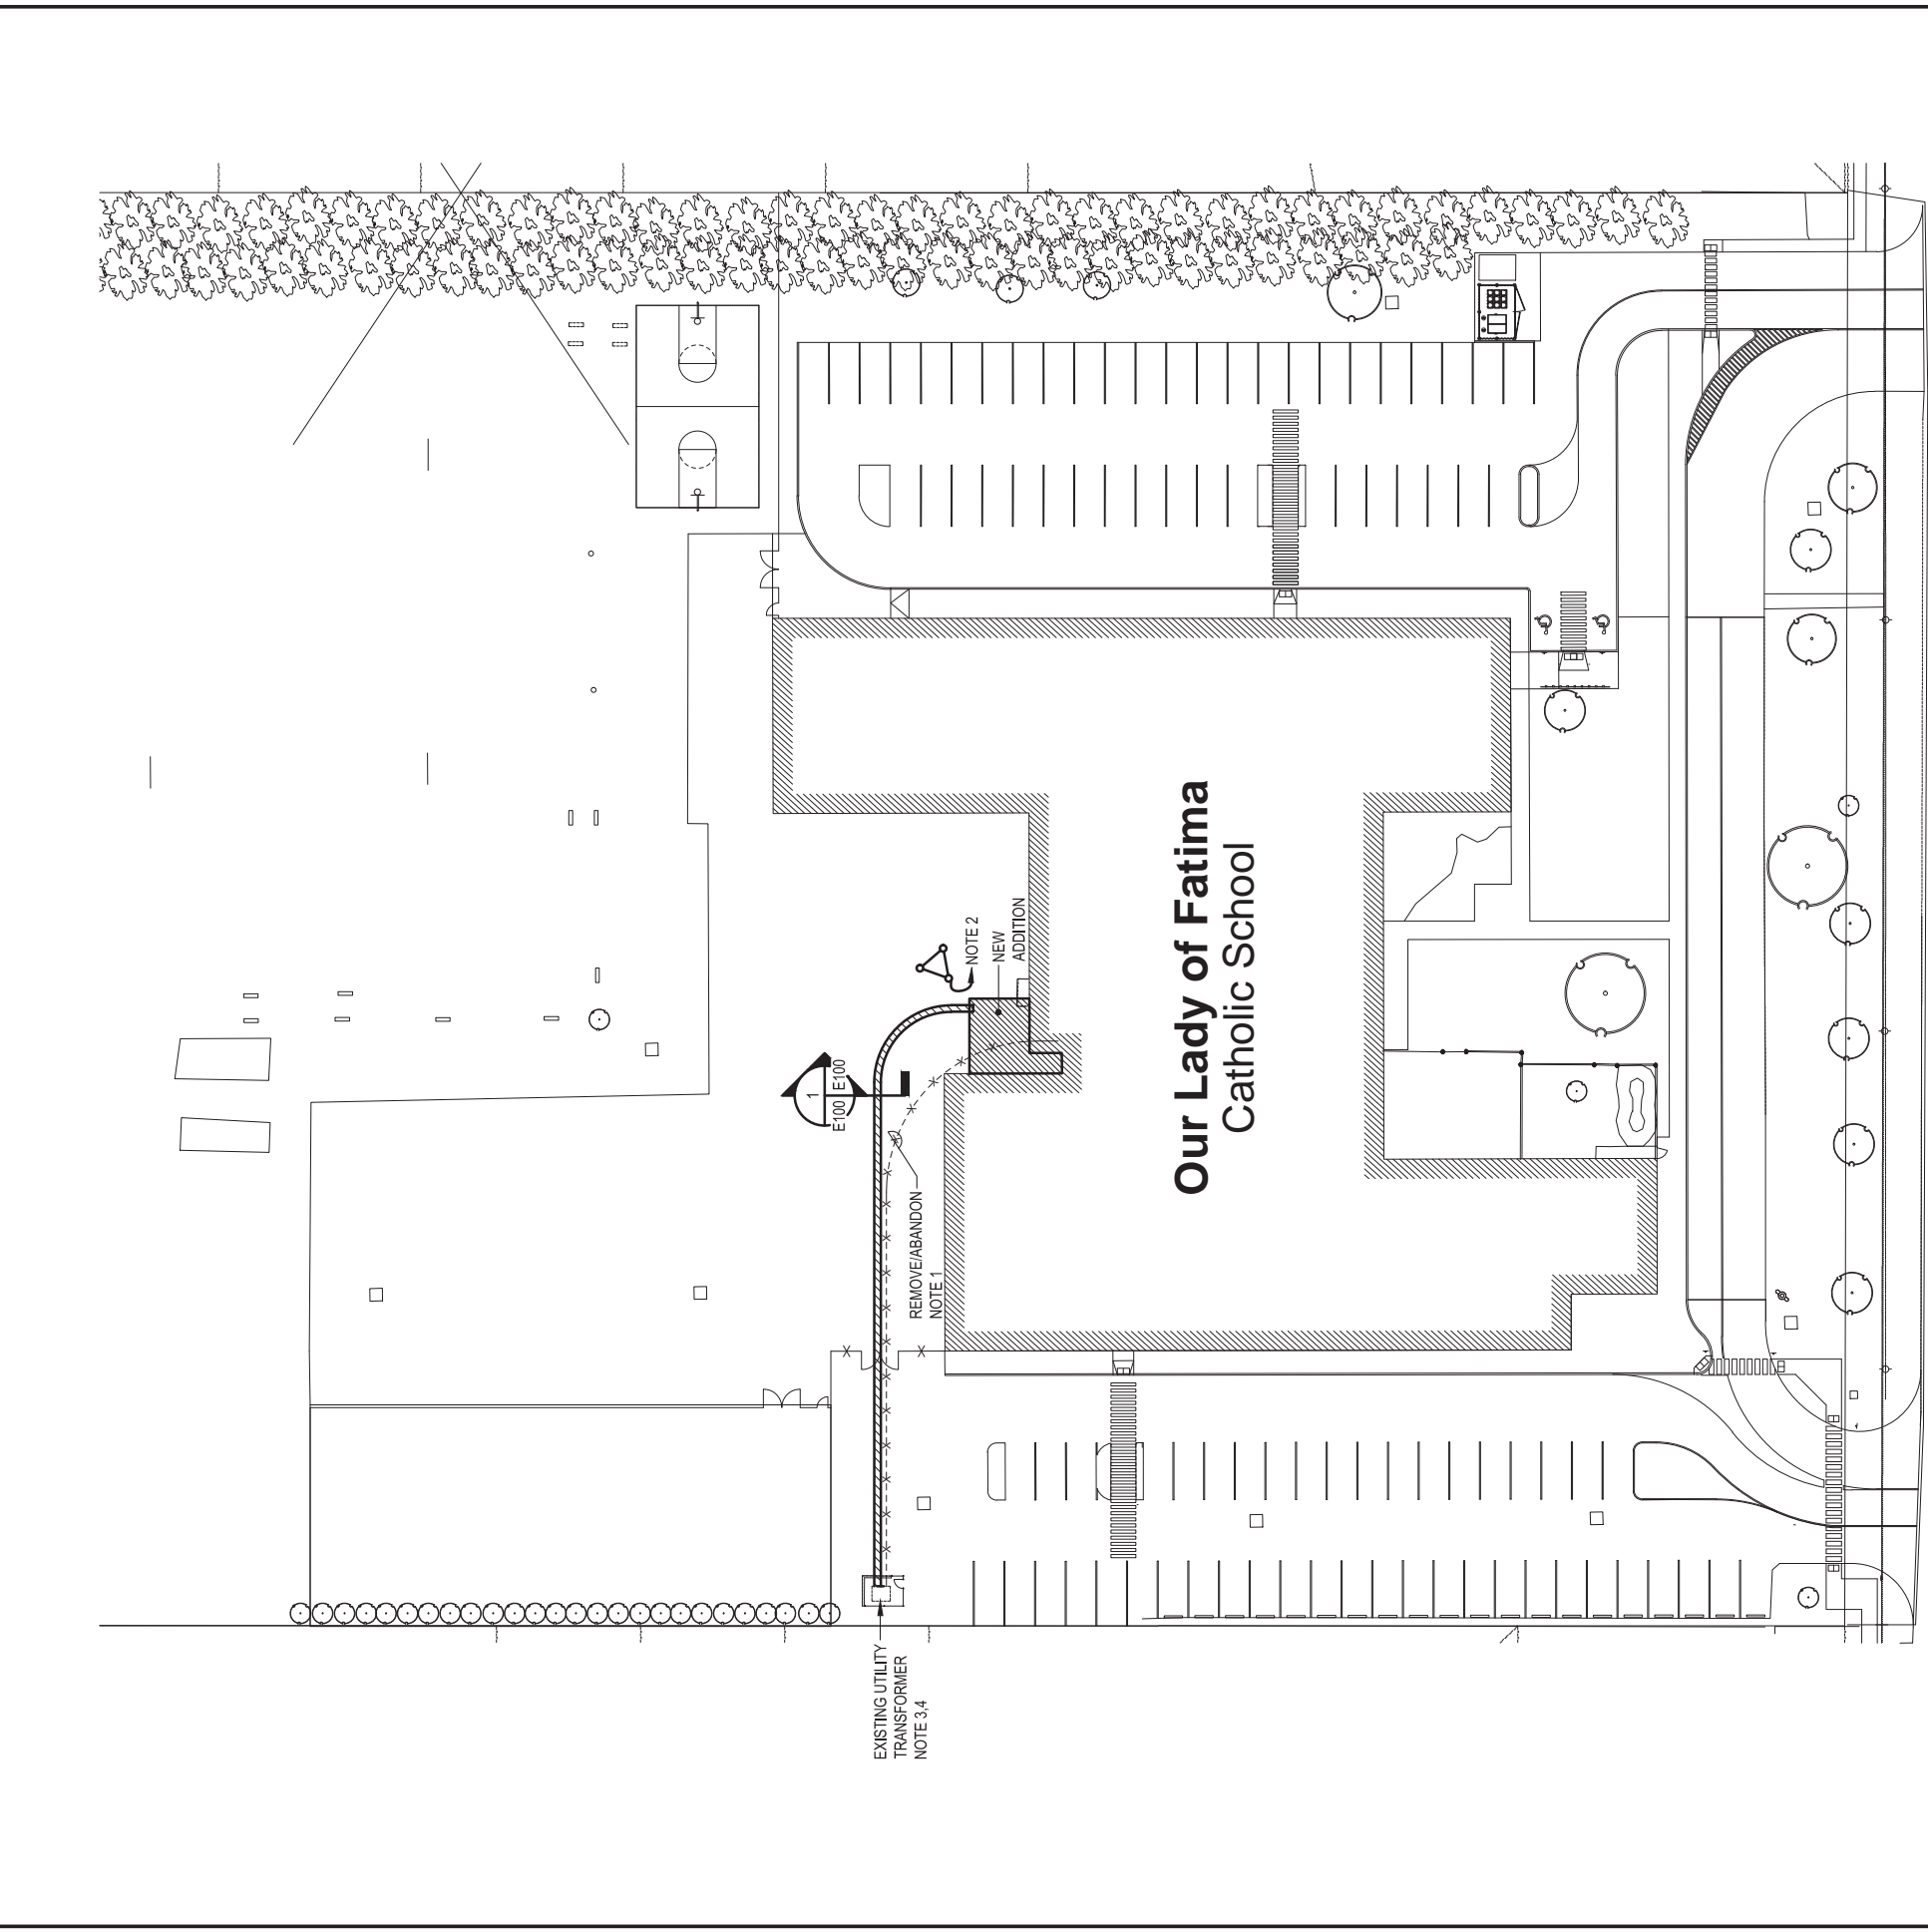 Our Lady of Fatima
Catholic School
NOTE 2
NEW
ADDITION
1
E100 E100
REMOVE/ABANDON
NOTE 1
EXISTING UTILITY
TRANSFORMER
NOTE 3,4